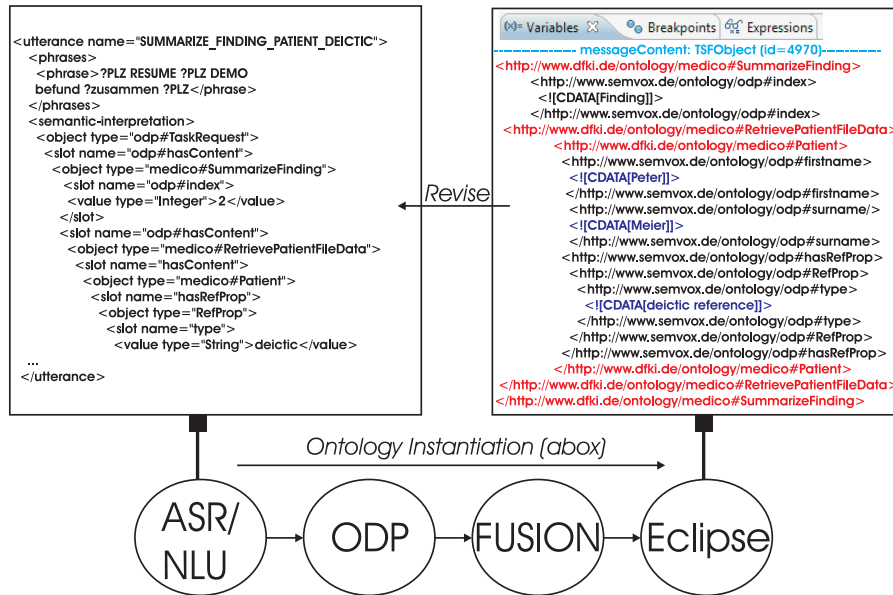 <utterance name="SUMMARIZE_FINDING_PATIENT_DEICTIC">
<phrases>
<phrase>?PLZ RESUME ?PLZ DEMO
befund ?zusammen ?PLZ</phrase>
</phrases>
<semantic-interpretation>
<object type="odp#TaskRequest">
<slot name="odp#hasContent">
<object type="medico#SummarizeFinding">
<slot name="odp#index">
<value type="Integer">2</value>
</slot>
<slot name="odp#hasContent">
<object type="medico#RetrievePatientFileData">
<slot name="hasContent">
<object type="medico#Patient">
<slot name="hasRefProp">
<object type="RefProp">
<slot name="type">
<value type="String">deictic</value>
...
</utterance>
Revise
(x)= Variables Breakpoints Expressions
messageContent: TSFObject (id=4970)
<http://www.dfki.de/ontology/medico#SummarizeFinding>
<http://www.semvox.de/ontology/odp#index>
<![CDATA[Finding]]>
</http://www.semvox.de/ontology/odp#index>
<http://www.dfki.de/ontology/medico#RetrievePatientFileData>
<http://www.dfki.de/ontology/medico#Patient>
<http://www.semvox.de/ontology/odp#firstname>
<![CDATA[Peter]]>
</http://www.semvox.de/ontology/odp#firstname>
<http://www.semvox.de/ontology/odp#surname/>
<![CDATA[Meier]]>
</http://www.semvox.de/ontology/odp#surname>
<http://www.semvox.de/ontology/odp#hasRefProp>
<http://www.semvox.de/ontology/odp#RefProp>
<http://www.semvox.de/ontology/odp#type>
<![CDATA[deictic reference]]>
</http://www.semvox.de/ontology/odp#type>
</http://www.semvox.de/ontology/odp#RefProp>
</http://www.semvox.de/ontology/odp#hasRefProp>
</http://www.dfki.de/ontology/medico#Patient>
</http://www.dfki.de/ontology/medico#RetrievePatientFileData>
</http://www.dfki.de/ontology/medico#SummarizeFinding>
Ontology Instantiation (abox)
ASR/
NLU
ODP
FUSION
Eclipse